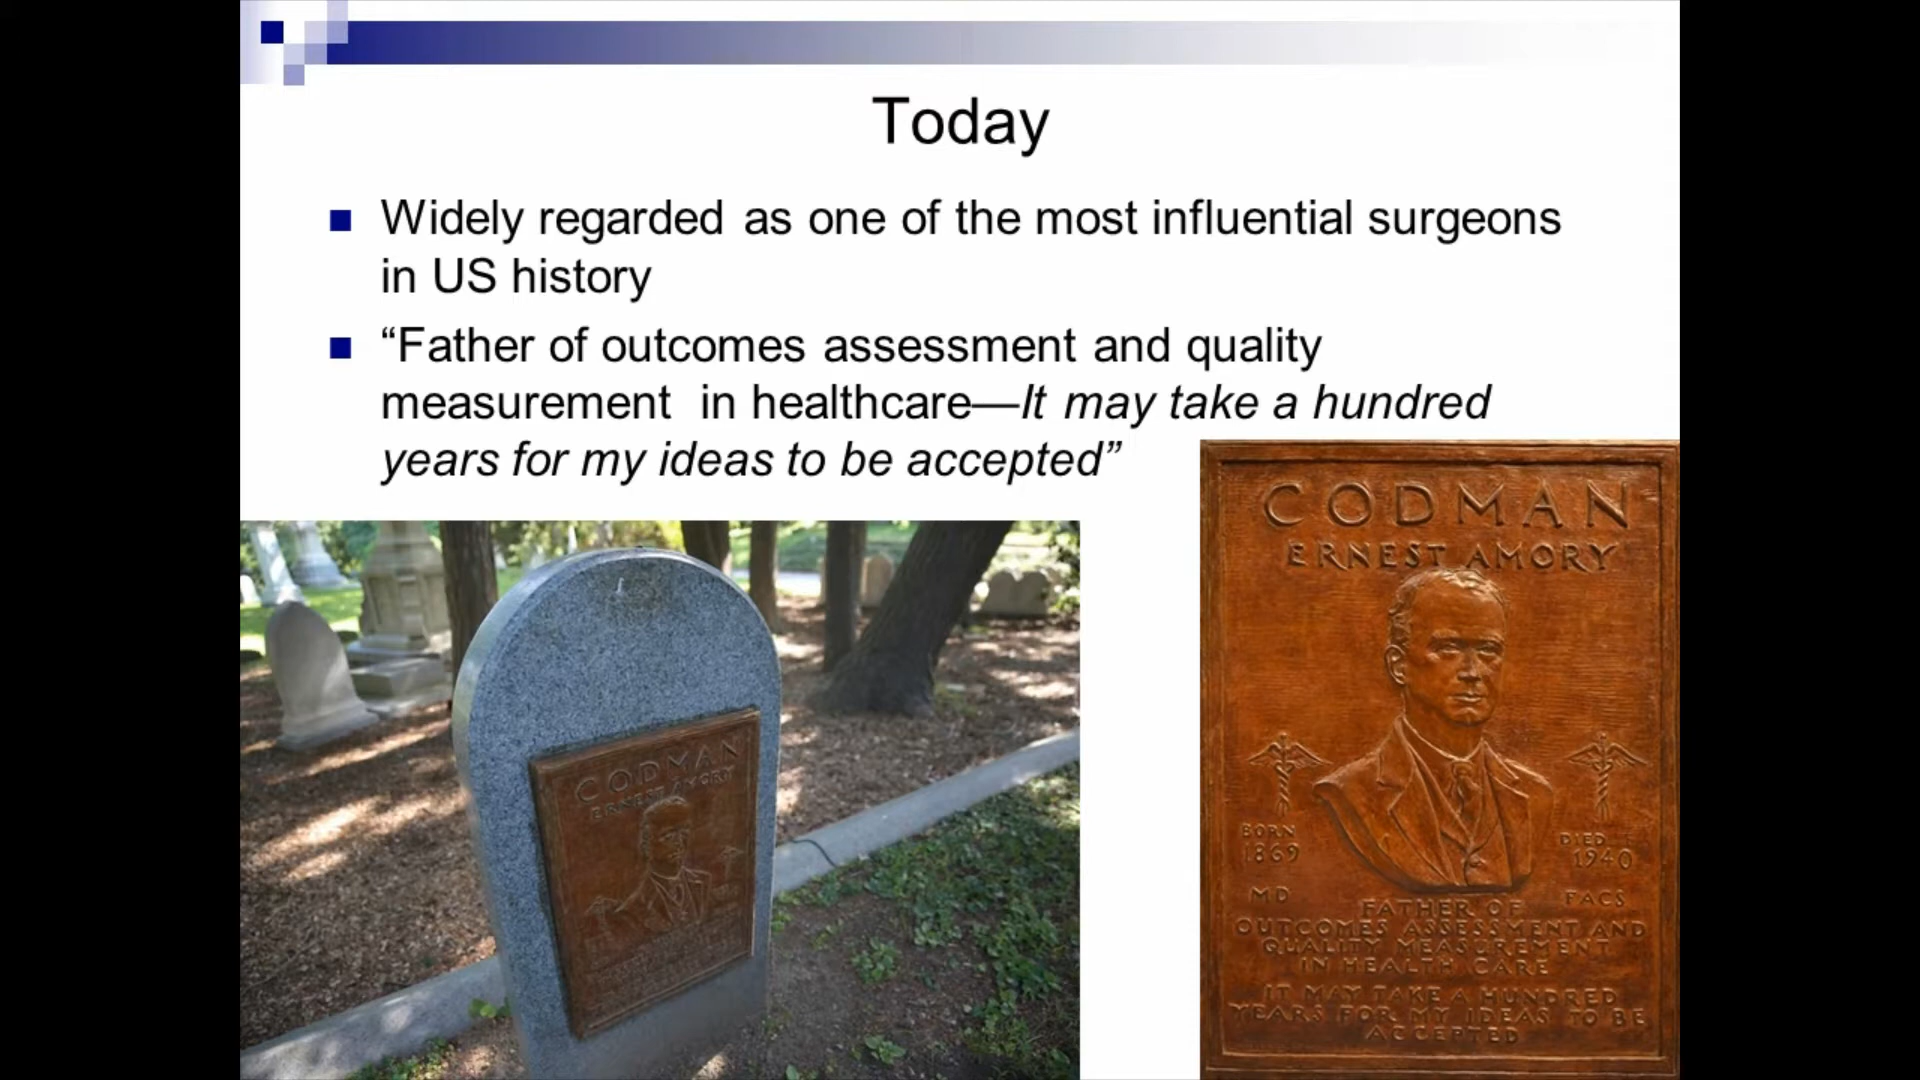 Today
Widely regarded as one of the most influential surgeons
in US history
“Father of outcomes assessment and quality
measurement in healthcare—It may take a hundred
years for my ideas to be accepted”
CODMAN
ERNEST AMORY
CODMAN
ERNEST AMORY
BORN
1869
DIED
1940
MD
FACS
FATHER OF
OUTCOMES ASSESSMENT AND
QUALITY MEASUREMENT
IN HEALTH CARE
IT MAY TAKE A HUNDRED
YEARS FOR MY IDEAS TO BE
ACCEPTED